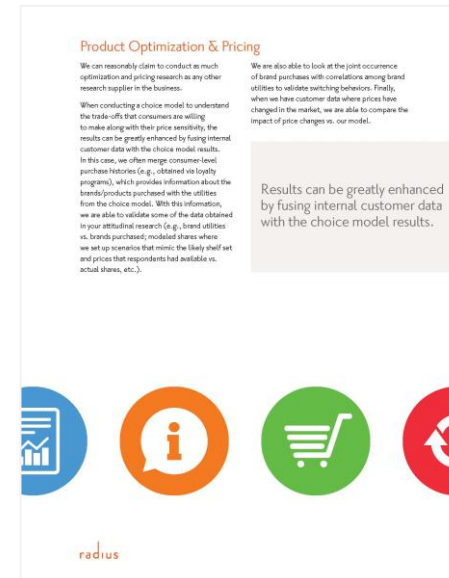 Product Optimization & Pricing
We can reasonably claim to conduct as much
optimization and pricing research as any other
research supplier in the business.
When conducting a choice model to understand
the trade-offs that consumers are willing
to make along with their price sensitivity, the
results can be greatly enhanced by fusing internal
customer data with the choice model results.
In this case, we often merge consumer-level
purchase histories (e.g., obtained via loyalty
programs), which provides information about the
brands/products purchased with the utilities
from the choice model. With this information,
we are able to validate some of the data obtained
in your attitudinal research (e.g., brand utilities
vs. brands purchased; modeled shares where
we set up scenarios that mimic the likely shelf set
and prices that respondents had available vs.
actual shares, etc.).
We are also able to look at the joint occurrence
of brand purchases with correlations among brand
utilities to validate switching behaviors. Finally,
when we have customer data where prices have
changed in the market, we are able to compare the
impact of price changes vs. our model.
Results can be greatly enhanced
by fusing internal customer data
with the choice model results.
i
radius